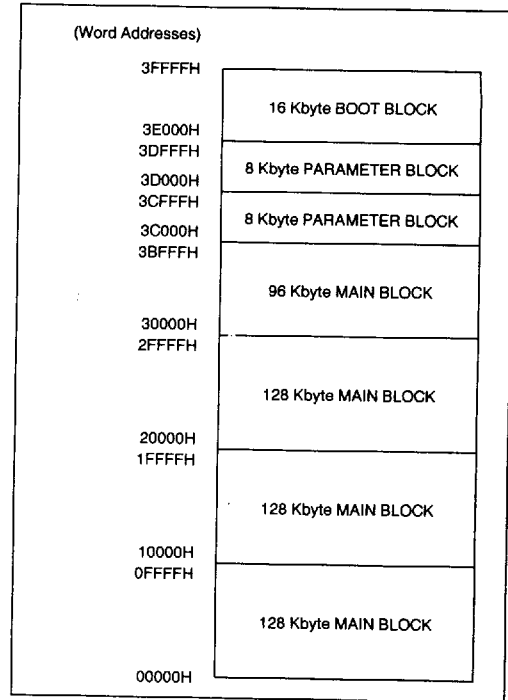 (Word Addresses)
3FFFFH
16 Kbyte BOOT BLOCK
3E000H
3DFFFH
8 Kbyte PARAMETER BLOCK
3D000H
3CFFFH
8 Kbyte PARAMETER BLOCK
3C000H
3BFFFH
96 Kbyte MAIN BLOCK
30000H
2FFFFH
128 Kbyte MAIN BLOCK
20000H
1FFFFH
128 Kbyte MAIN BLOCK
10000H
0FFFFH
128 Kbyte MAIN BLOCK
00000H